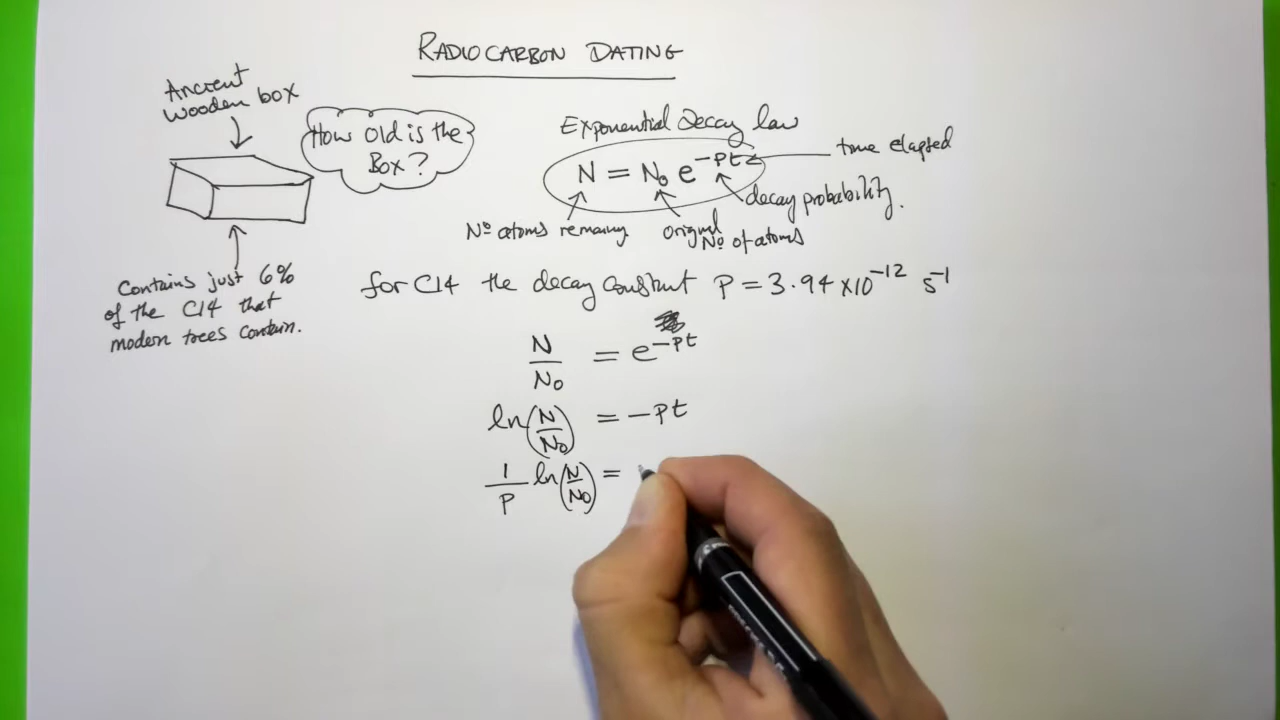 RADIOCARBON DATING
Ancient
wooden box
How old is the
Box?
Exponential Decay law
N = N₀ e^-Pt
time elapsed
decay probability.
Nº atoms remaining
original
Nº of atoms
Contains just 6%
of the C14 that
modern trees contain.
for C14 the decay constant P = 3.94 ×10^-12 s^-1
N/N₀ = e^-Pt
ln(N/N₀) = -Pt
1/P ln(N/N₀) =